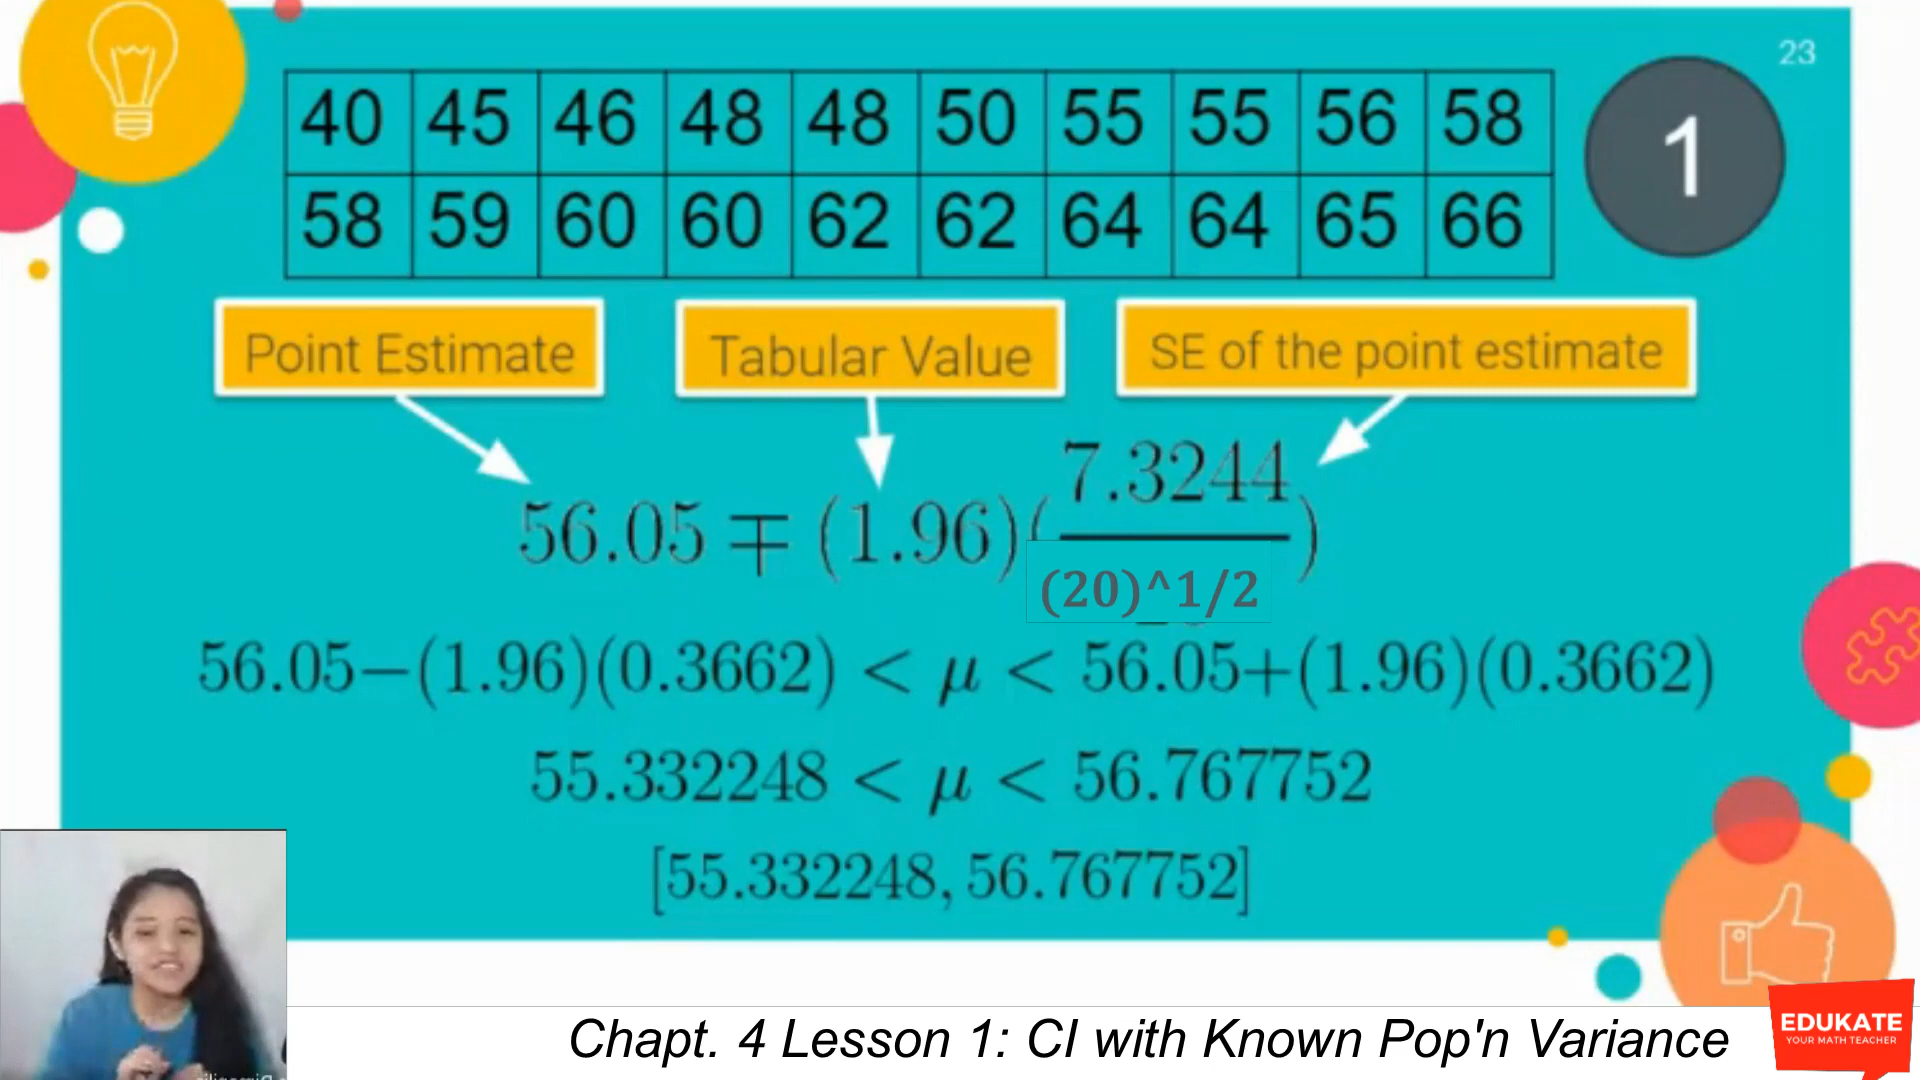 23
40 45 46 48 48 50 55 55 56 58
58 59 60 60 62 62 64 64 65 66
1
Point Estimate
Tabular Value
SE of the point estimate
56.05 ∓ (1.96)(7.3244
(20)^1/2)
56.05−(1.96)(0.3662) < μ < 56.05+(1.96)(0.3662)
55.332248 < μ < 56.767752
[55.332248, 56.767752]
Chapt. 4 Lesson 1: CI with Known Pop'n Variance
EDUKATE
YOUR MATH TEACHER